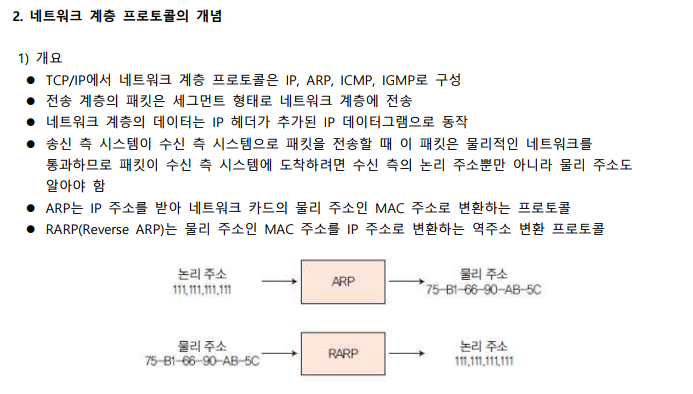 2. 네트워크 계층 프로토콜의 개념
1) 개요
● TCP/IP에서 네트워크 계층 프로토콜은 IP, ARP, ICMP, IGMP로 구성
● 전송 계층의 패킷은 세그먼트 형태로 네트워크 계층에 전송
● 네트워크 계층의 데이터는 IP 헤더가 추가된 IP 데이터그램으로 동작
● 송신 측 시스템이 수신 측 시스템으로 패킷을 전송할 때 이 패킷은 물리적인 네트워크를
통과하므로 패킷이 수신 측 시스템에 도착하려면 수신 측의 논리 주소뿐만 아니라 물리 주소도
알아야 함
● ARP는 IP 주소를 받아 네트워크 카드의 물리 주소인 MAC 주소로 변환하는 프로토콜
● RARP(Reverse ARP)는 물리 주소인 MAC 주소를 IP 주소로 변환하는 역주소 변환 프로토콜
논리 주소
111,111,111,111
ARP
물리 주소
75-B1-66-90-AB-5C
물리 주소
75-B1-66-90-AB-5C
RARP
논리 주소
111,111,111,111